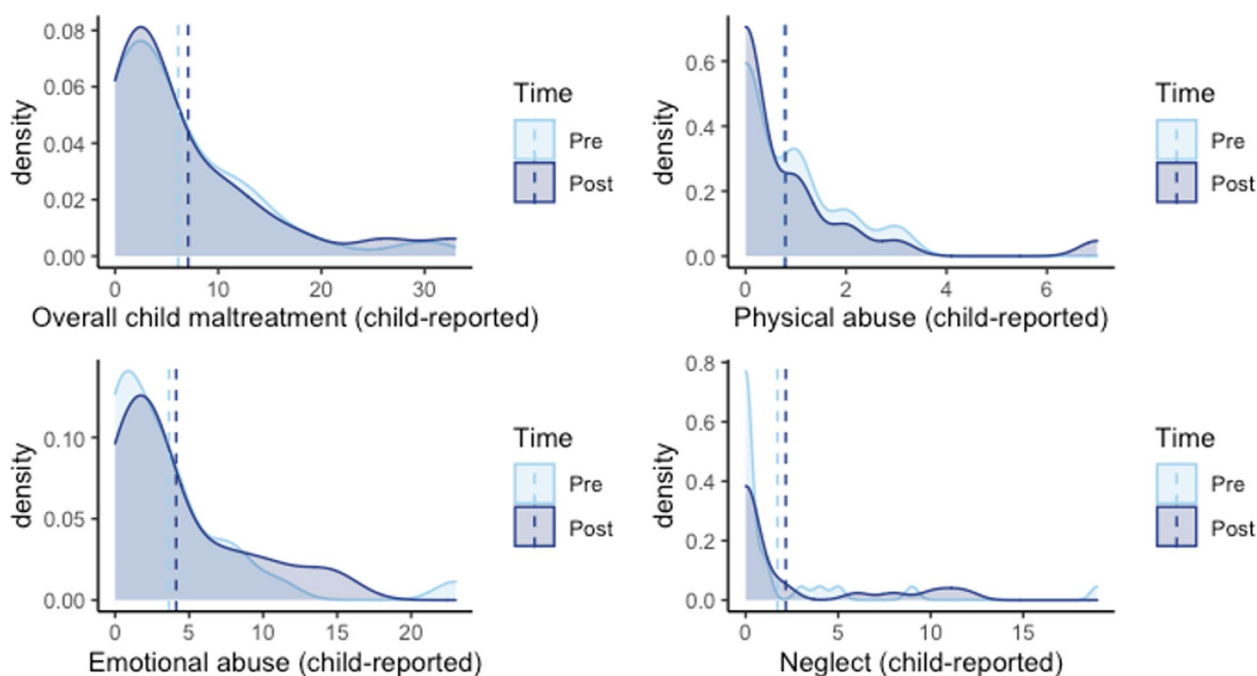 density
0.08
0.06
0.04
0.02
0.00
0 10 20 30
Overall child maltreatment (child-reported)
Time
Pre
Post
density
0.6
0.4
0.2
0.0
0 2 4 6
Physical abuse (child-reported)
Time
Pre
Post
density
0.10
0.05
0.00
0 5 10 15 20
Emotional abuse (child-reported)
Time
Pre
Post
density
0.8
0.6
0.4
0.2
0.0
0 5 10 15
Neglect (child-reported)
Time
Pre
Post